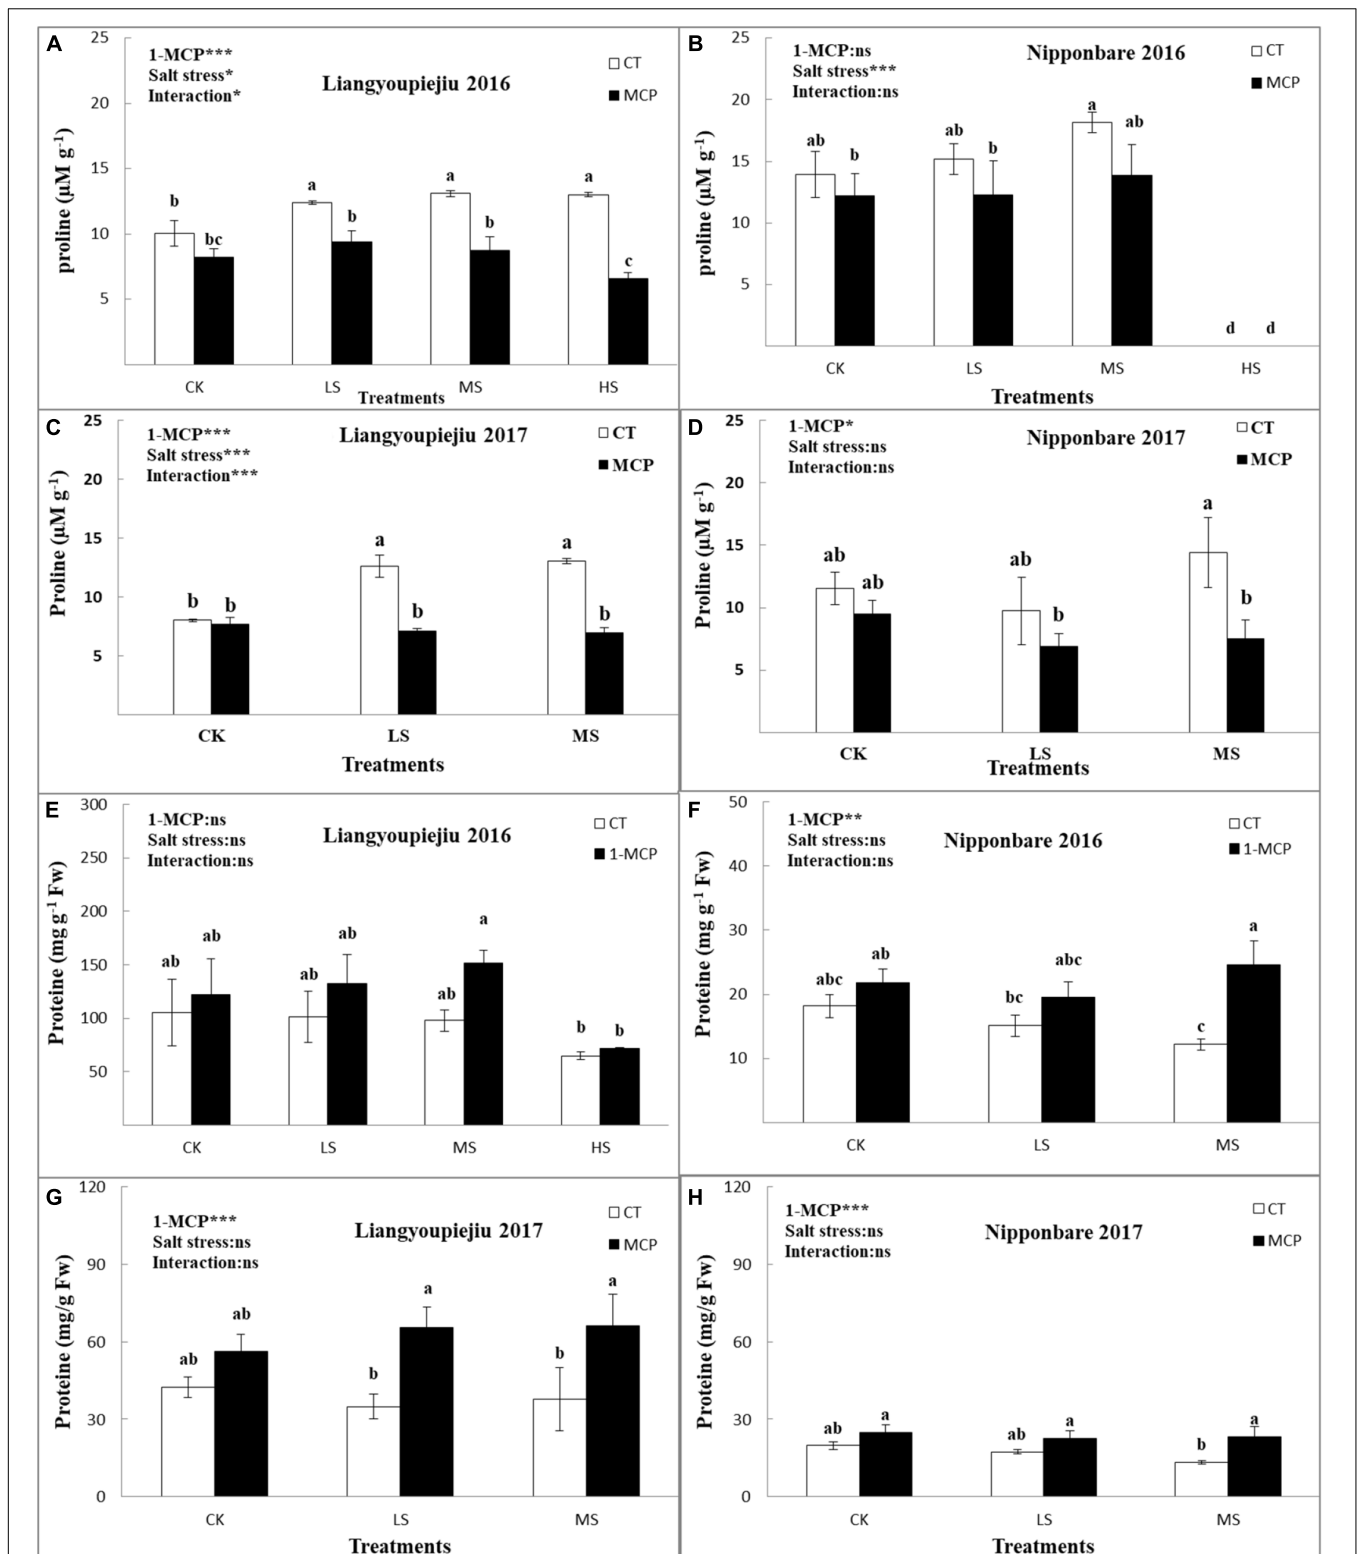 A
25
20
15
10
5
proline (µM g-1)
1-MCP***
Salt stress*
Interaction*
Liangyoupiejiu 2016
CT
MCP
b
bc
a
b
a
b
a
c
CK
LS
MS
HS
Treatments
B
25
20
15
10
5
proline (µM g-1)
1-MCP:ns
Salt stress***
Interaction:ns
Nipponbare 2016
CT
MCP
ab
b
ab
b
a
ab
d
d
CK
LS
MS
HS
Treatments
C
25
20
15
10
5
Proline (µM g-1)
1-MCP***
Salt stress***
Interaction***
Liangyoupiejiu 2017
CT
MCP
b
b
a
b
a
b
CK
LS
MS
Treatments
D
25
20
15
10
5
Proline (µM g-1)
1-MCP*
Salt stress:ns
Interaction:ns
Nipponbare 2017
CT
MCP
ab
ab
ab
b
a
b
CK
LS
MS
Treatments
E
300
250
200
150
100
50
Proteine (mg g-1 Fw)
1-MCP:ns
Salt stress:ns
Interaction:ns
Liangyoupiejiu 2016
CT
1-MCP
ab
ab
ab
ab
ab
a
b
b
CK
LS
MS
HS
F
50
40
30
20
10
Proteine (mg g-1 Fw)
1-MCP**
Salt stress:ns
Interaction:ns
Nipponbare 2016
CT
1-MCP
abc
ab
bc
abc
c
a
CK
LS
MS
G
120
90
60
30
0
Proteine (mg/g Fw)
1-MCP***
Salt stress:ns
Interaction:ns
Liangyoupiejiu 2017
CT
MCP
ab
ab
b
a
b
a
CK
LS
MS
Treatments
H
120
90
60
30
0
Proteine (mg/g Fw)
1-MCP***
Salt stress:ns
Interaction:ns
Nipponbare 2017
CT
MCP
ab
a
ab
a
b
a
CK
LS
MS
Treatments